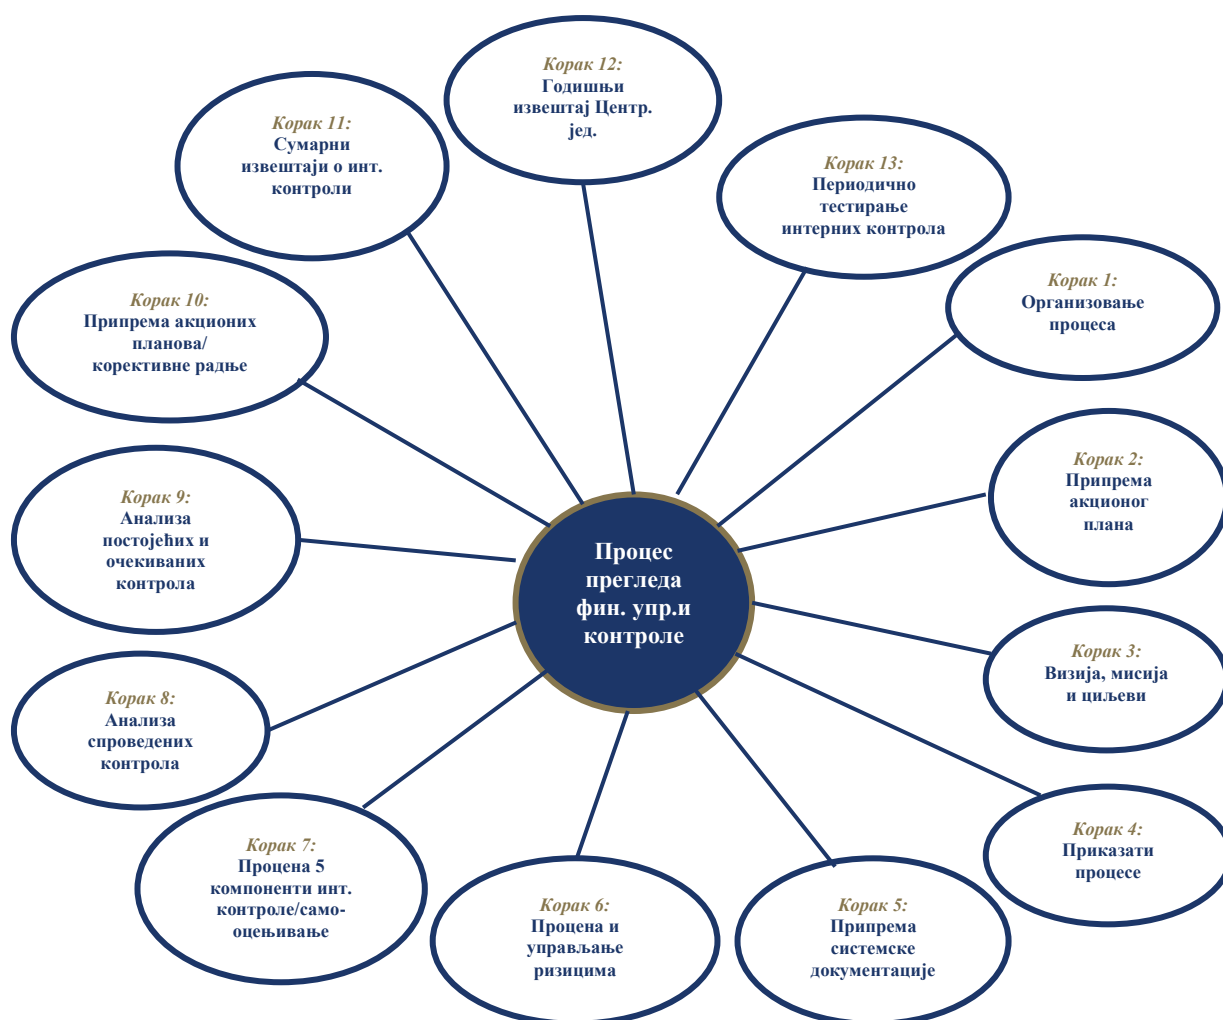 Корак 12:
Годишњи
извештај Центр.
јед.
Корак 11:
Сумарни
извештаји о инт.
контроли
Корак 13:
Периодично
тестирање
интерних контрола
Корак 10:
Припрема акционих
планова/
корективне радње
Корак 1:
Организовање
процеса
Корак 2:
Припрема
акционог
плана
Корак 9:
Анализа
постојећих и
очекиваних
контрола
Процес
прегледа
фин. упр.и
контроле
Корак 3:
Визија, мисија
и циљеви
Корак 8:
Анализа
спроведених
контрола
Корак 4:
Приказати
процесе
Корак 7:
Процена 5
компоненти инт.
контроле/само-
оцењивање
Корак 6:
Процена и
управљање
ризицима
Корак 5:
Припрема
системске
документације